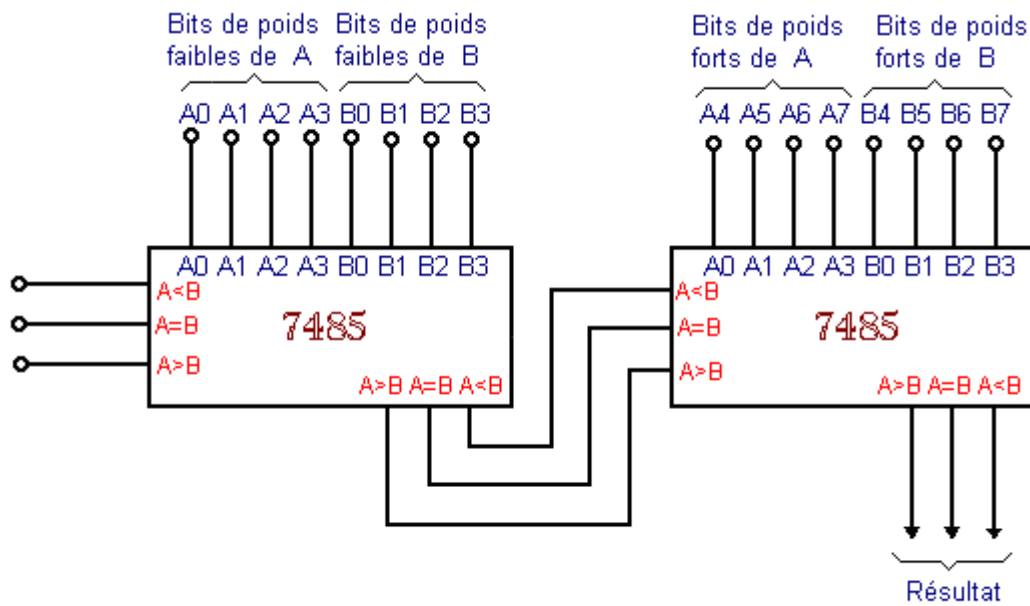 Bits de poids
faibles de A
Bits de poids
faibles de B
Bits de poids
forts de A
Bits de poids
forts de B
A0 A1 A2 A3 B0 B1 B2 B3
A4 A5 A6 A7 B4 B5 B6 B7
A0 A1 A2 A3 B0 B1 B2 B3
A<B
A=B
A>B
7485
A>B A=B A<B
A0 A1 A2 A3 B0 B1 B2 B3
A<B
A=B
A>B
7485
A>B A=B A<B
Résultat